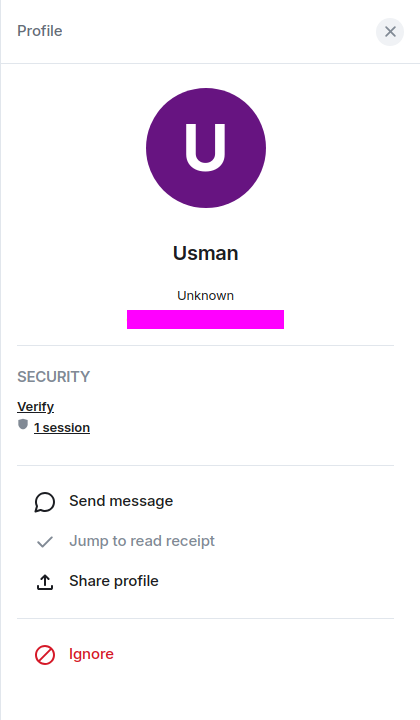 Profile
U
Usman
Unknown
SECURITY
Verify
1 session
Send message
Jump to read receipt
Share profile
Ignore